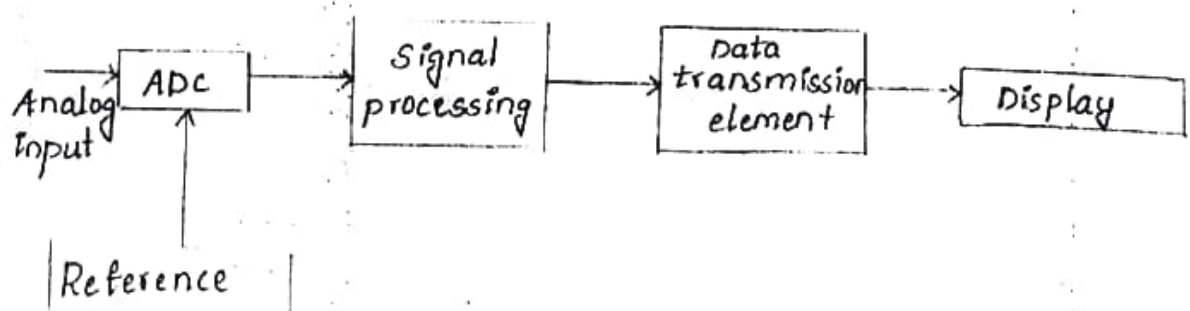 Analog
input
ADC
Reference
Signal
processing
Data
transmission
element
Display